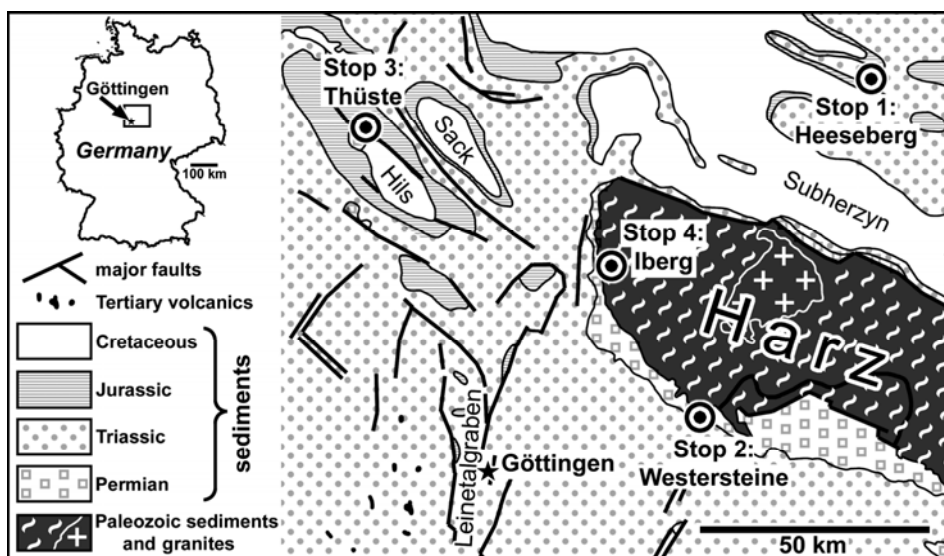 Göttingen
Germany
100 km
major faults
Tertiary volcanics
Cretaceous
Jurassic
Triassic
Permian
sediments
Paleozoic sediments
and granites
Stop 3:
Thüste
Sack
Hils
Stop 1:
Heeseberg
Subherzyn
Stop 4:
Iberg
Harz
Leinetalgraben
Göttingen
Stop 2:
Westersteine
50 km